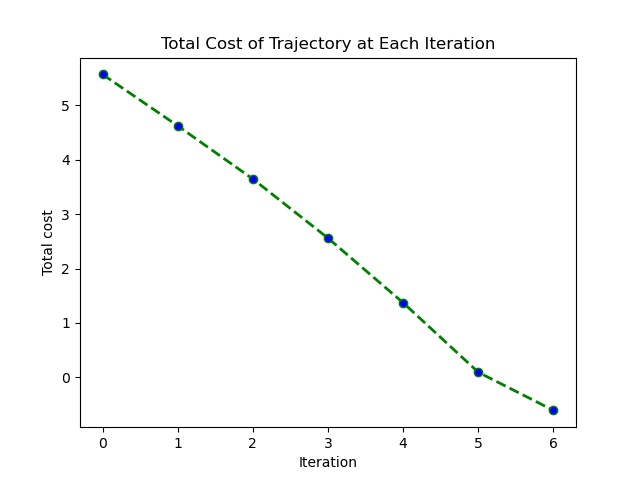 Total Cost of Trajectory at Each Iteration
Total cost
5
4
3
2
1
0
0 1 2 3 4 5 6
Iteration